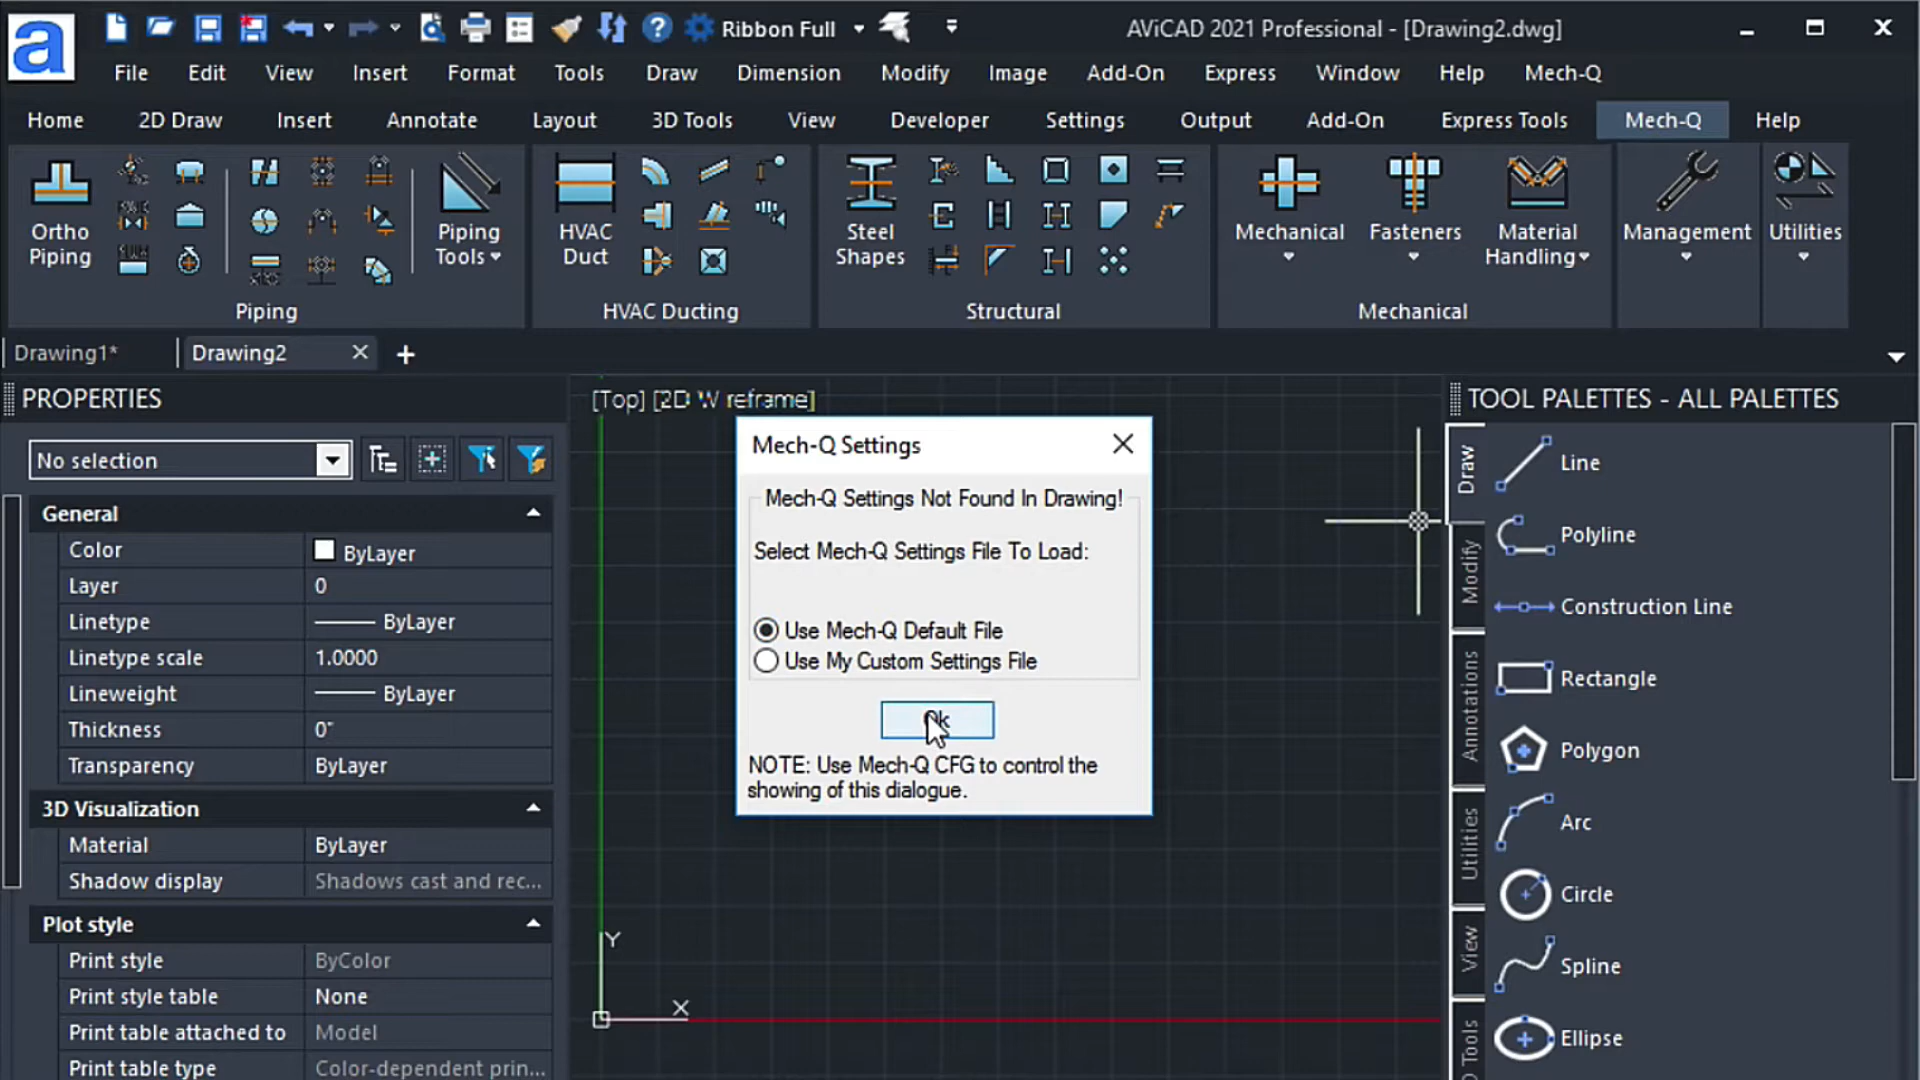 a
Ribbon Full
AViCAD 2021 Professional - [Drawing2.dwg]
File Edit View Insert Format Tools Draw Dimension Modify Image Add-On Express Window Help Mech-Q
Home 2D Draw Insert Annotate Layout 3D Tools View Developer Settings Output Add-On Express Tools Mech-Q Help
Ortho
Piping
Piping
Tools
HVAC
Duct
Steel
Shapes
Mechanical
Fasteners
Material
Handling
Management
Utilities
Piping
HVAC Ducting
Structural
Mechanical
Drawing1*
Drawing2
PROPERTIES
No selection
General
Color ByLayer
Layer 0
Linetype ByLayer
Linetype scale 1.0000
Lineweight ByLayer
Thickness 0"
Transparency ByLayer
3D Visualization
Material ByLayer
Shadow display Shadows cast and rec...
Plot style
Print style ByColor
Print style table None
Print table attached to Model
Print table type Color-dependent prin...
[Top] [2D W reframe]
Y
X
Mech-Q Settings
Mech-Q Settings Not Found In Drawing!
Select Mech-Q Settings File To Load:
Use Mech-Q Default File
Use My Custom Settings File
Ok
NOTE: Use Mech-Q CFG to control the
showing of this dialogue.
TOOL PALETTES - ALL PALETTES
Draw
Modify
Annotations
Utilities
View
Tools
Line
Polyline
Construction Line
Rectangle
Polygon
Arc
Circle
Spline
Ellipse